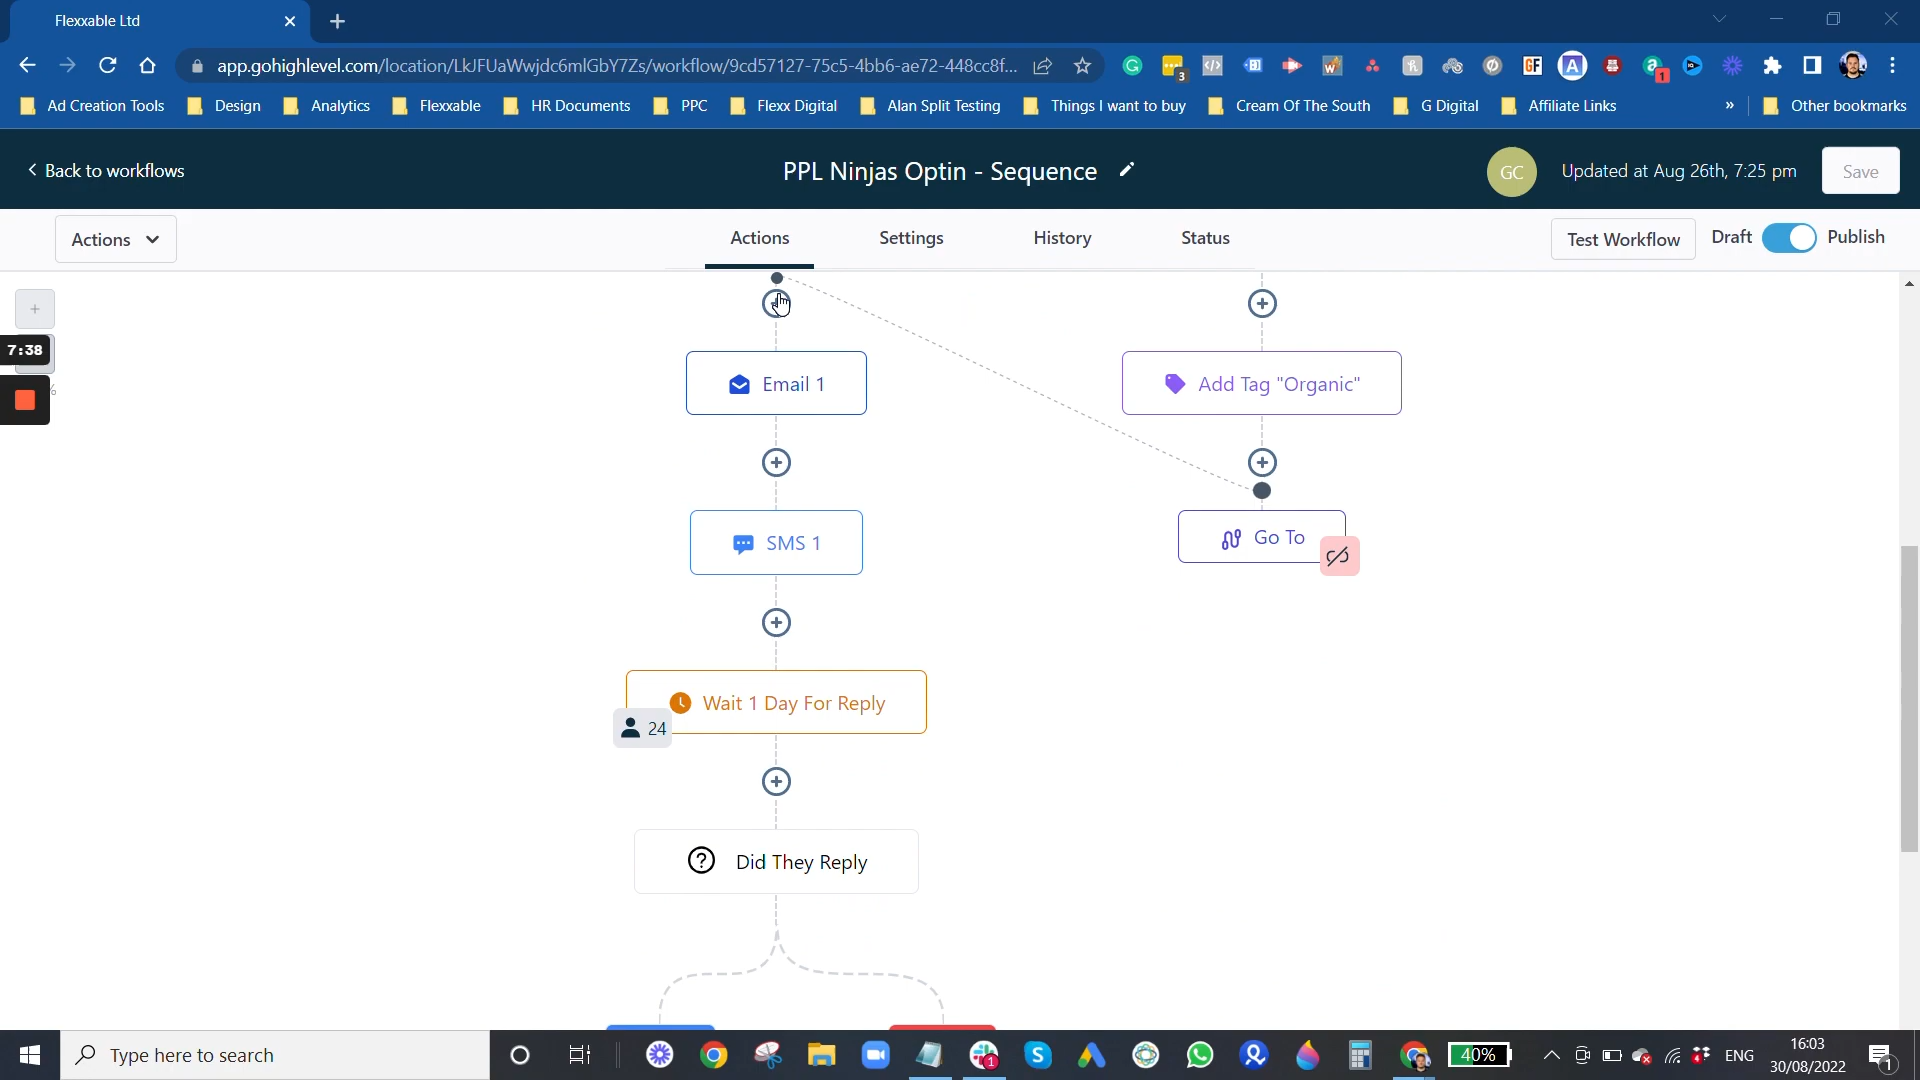 Flexxable Ltd
app.gohighlevel.com/location/LkJFUaWwjdc6mlGbY7Zs/workflow/9cd57127-75c5-4bb6-ae72-448cc8f...
3
1
Ad Creation Tools
Design
Analytics
Flexxable
HR Documents
PPC
Flexx Digital
Alan Split Testing
Things I want to buy
Cream Of The South
G Digital
Affiliate Links
»
Other bookmarks
Back to workflows
PPL Ninjas Optin - Sequence
GC
Updated at Aug 26th, 7:25 pm
Save
Actions
Actions
Settings
History
Status
Test Workflow
Draft
Publish
7:38
%
Email 1
Add Tag "Organic"
SMS 1
Go To
Wait 1 Day For Reply
24
Did They Reply
Type here to search
1
40%
4
ENG
16:03
30/08/2022
1